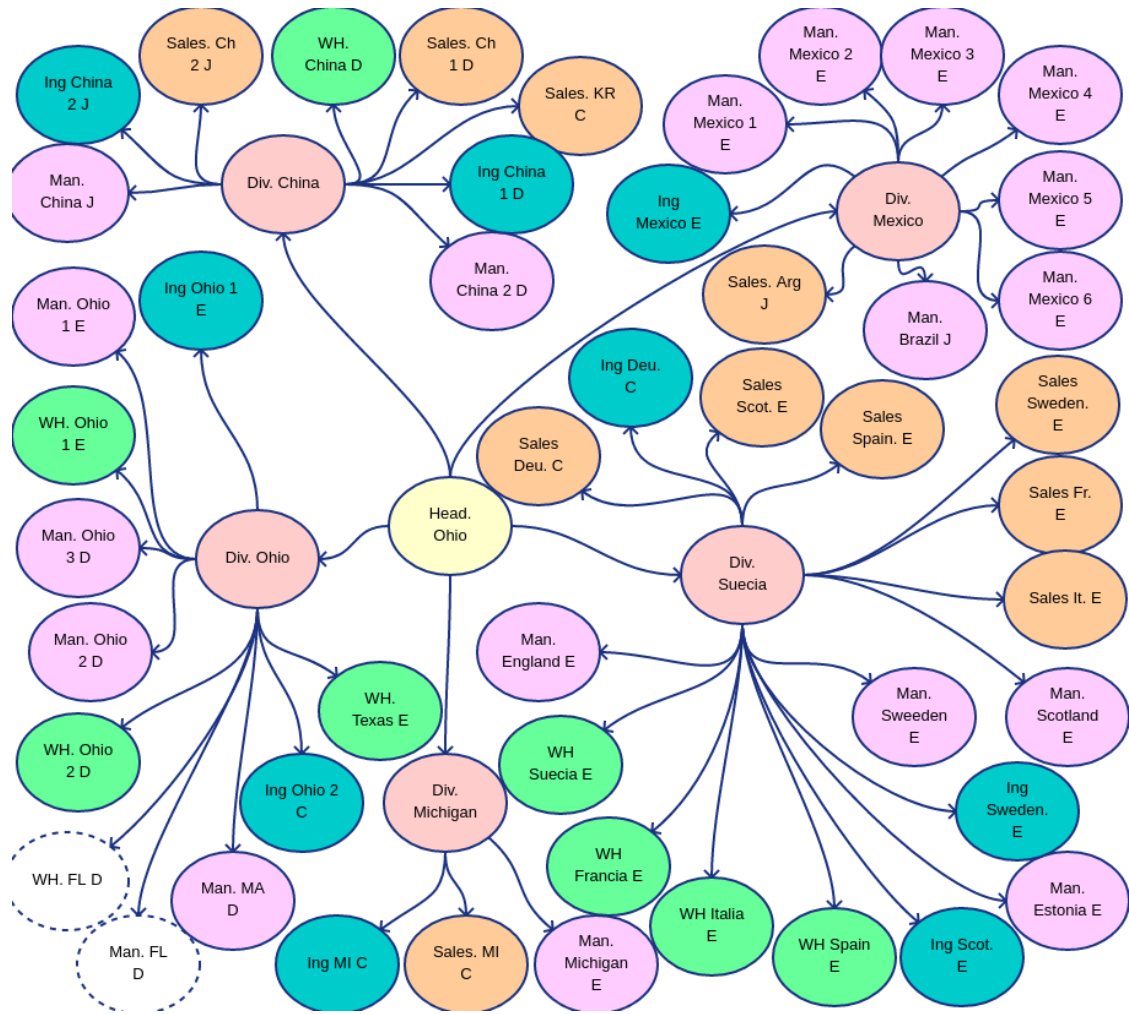 Sales. Ch
2 J
WH.
China D
Sales. Ch
1 D
Man.
Mexico 2
E
Man.
Mexico 3
E
Ing China
2 J
Sales. KR
C
Man.
Mexico 1
E
Man.
Mexico 4
E
Man.
China J
Div. China
Ing China
1 D
Ing
Mexico E
Div.
Mexico
Man.
Mexico 5
E
Man.
China 2 D
Man. Ohio
1 E
Ing Ohio 1
E
Sales. Arg
J
Man.
Brazil J
Man.
Mexico 6
E
Ing Deu.
C
Sales
Scot. E
Sales
Spain. E
Sales
Sweden.
E
WH. Ohio
1 E
Sales
Deu. C
Sales Fr.
E
Man. Ohio
3 D
Div. Ohio
Head.
Ohio
Div.
Suecia
Sales It. E
Man. Ohio
2 D
Man.
England E
WH.
Texas E
Man.
Sweeden
E
Man.
Scotland
E
WH. Ohio
2 D
Ing Ohio 2
C
Div.
Michigan
WH
Suecia E
Ing
Sweden.
E
WH. FL D
Man. MA
D
WH
Francia E
WH Italia
E
Man.
Estonia E
Man. FL
D
Ing MI C
Sales. MI
C
Man.
Michigan
E
WH Spain
E
Ing Scot.
E